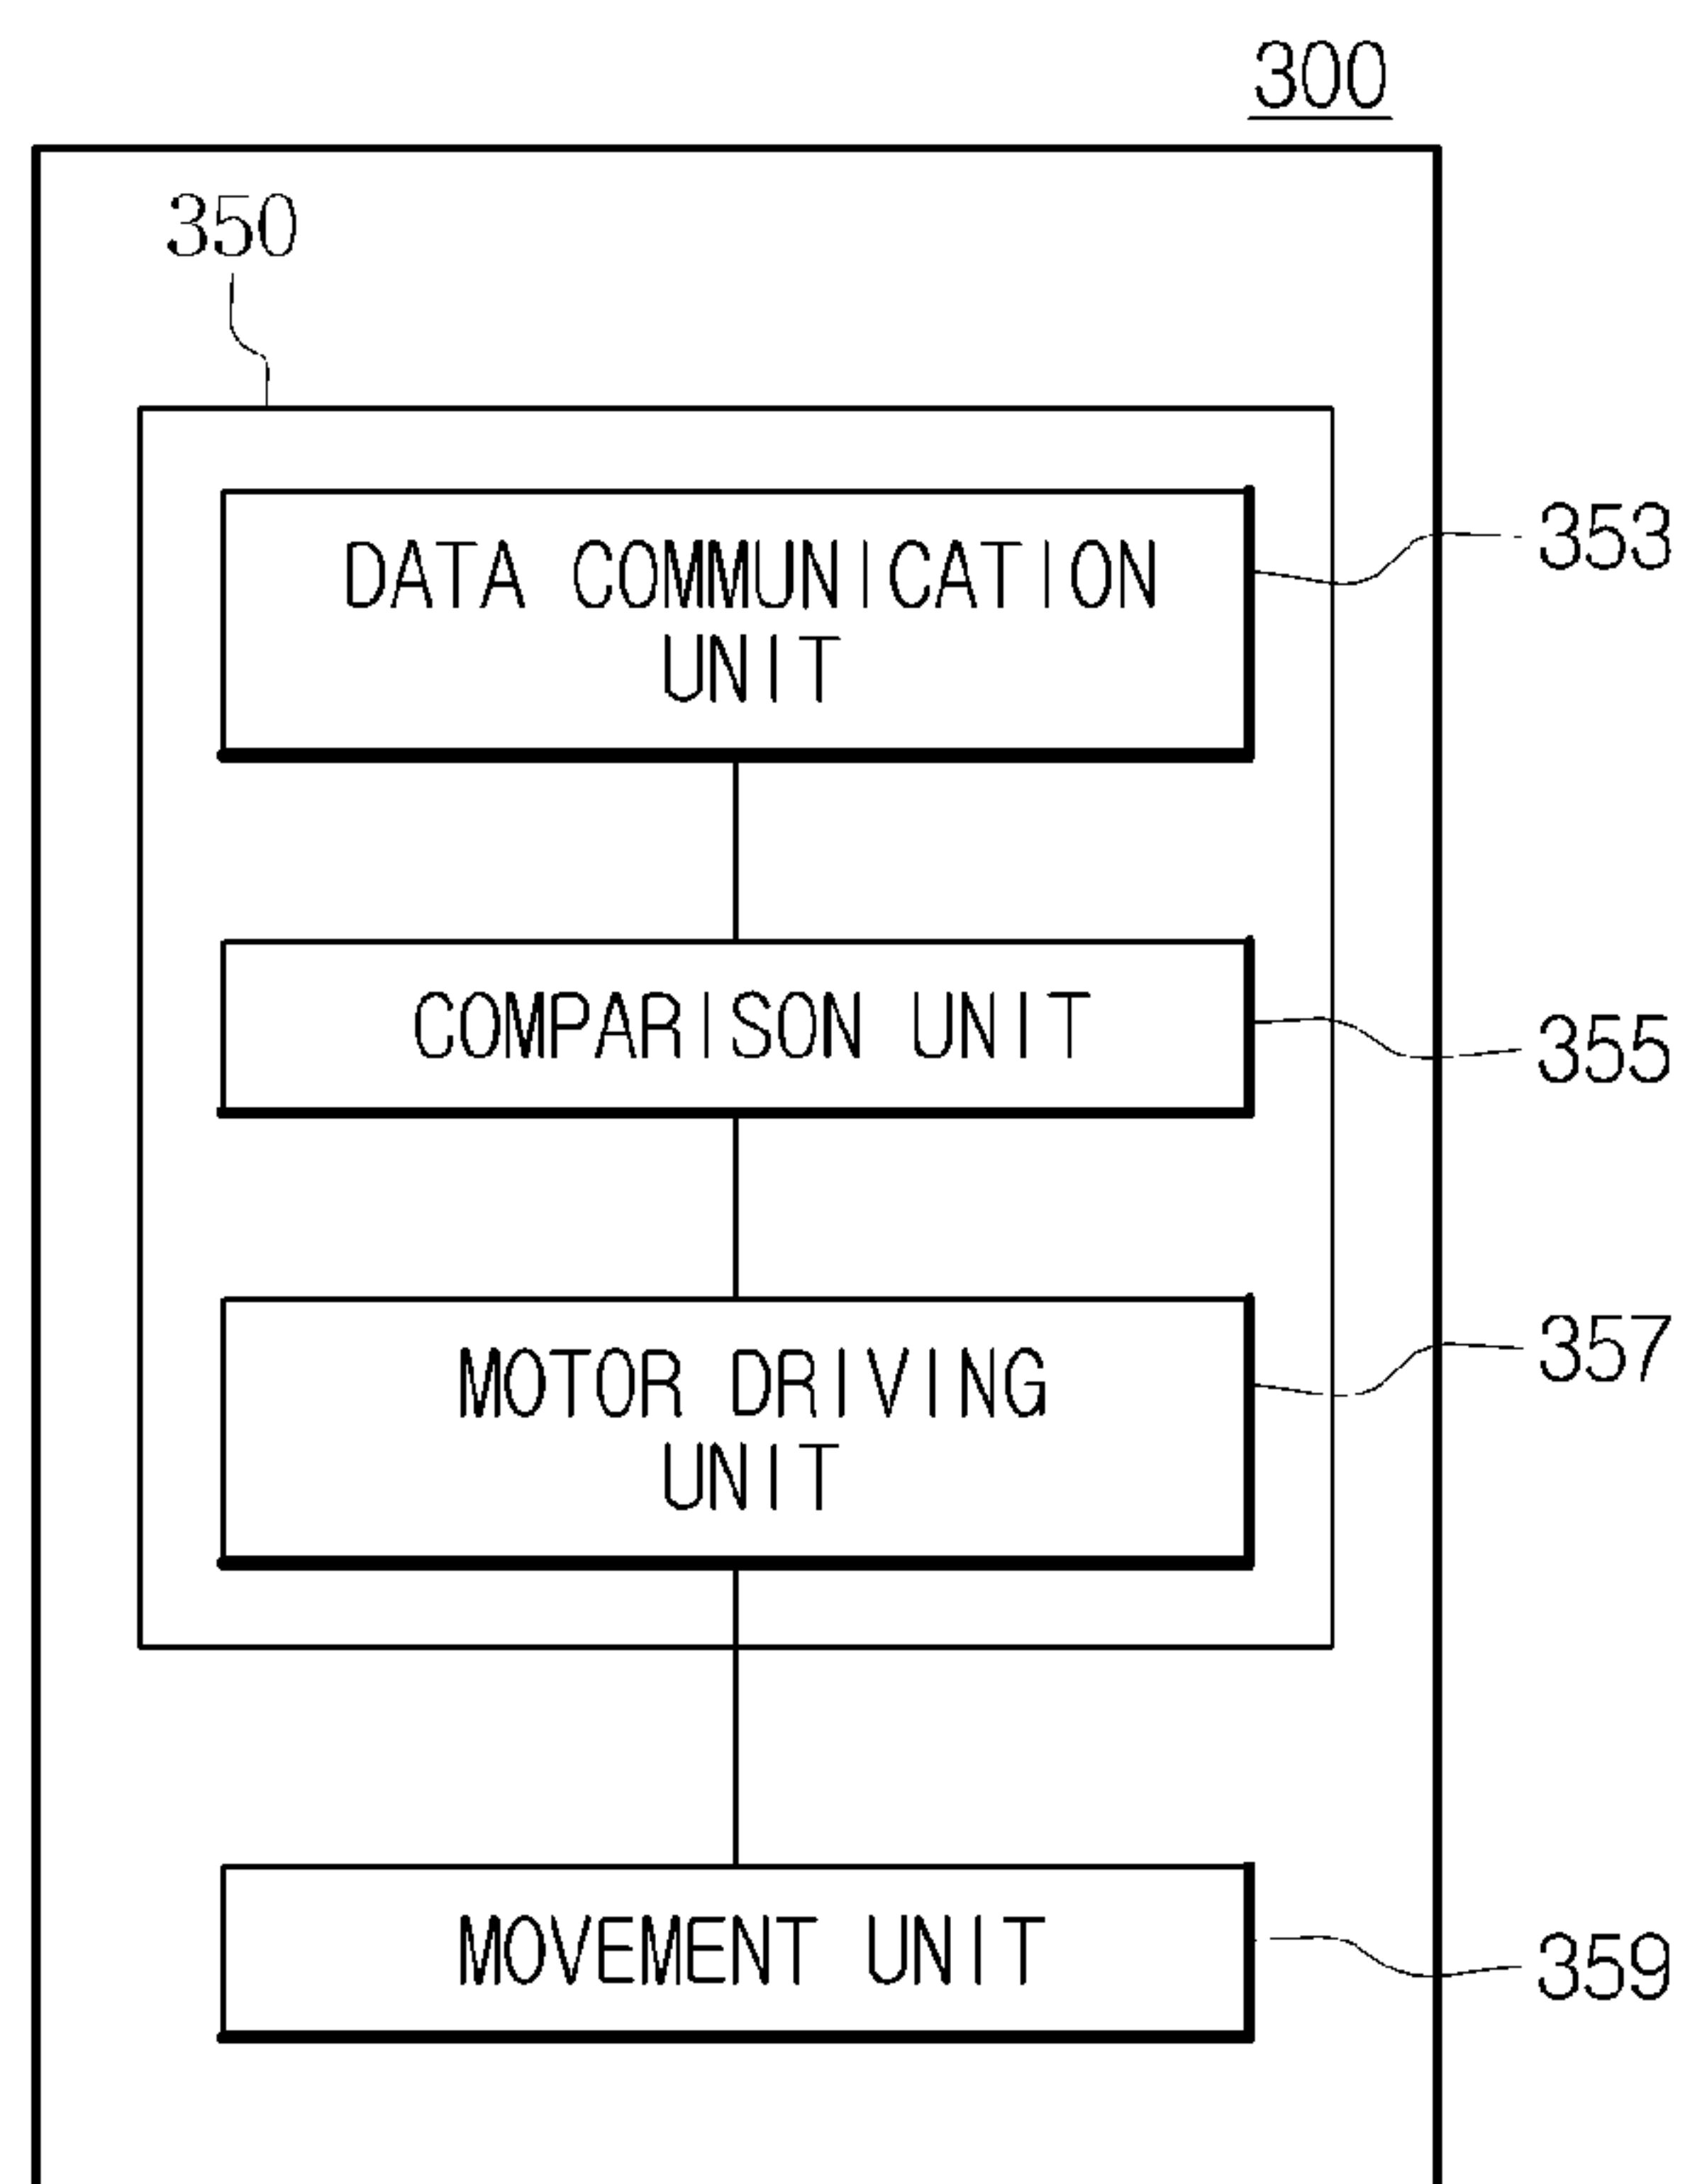 300
350
DATA COMMUNICATION
UNIT
353
COMPARISON UNIT
355
MOTOR DRIVING
UNIT
357
MOVEMENT UNIT
359